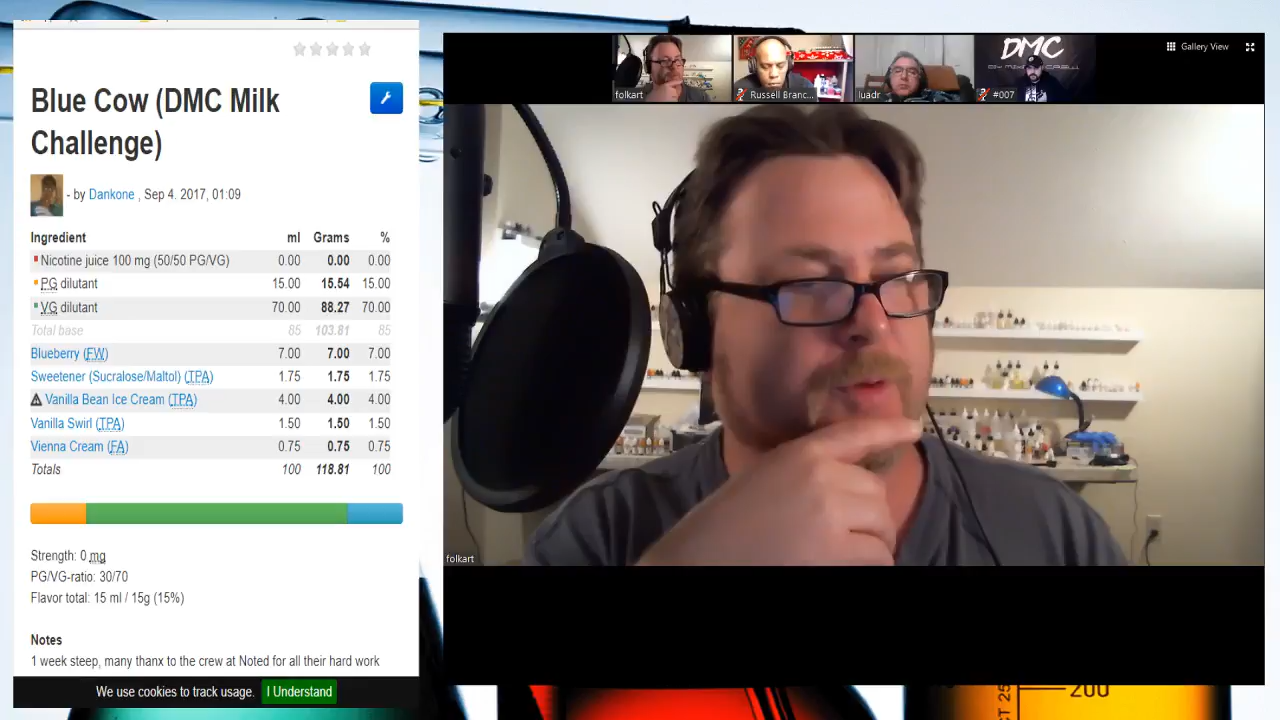 Blue Cow (DMC Milk
Challenge)
- by Dankone , Sep 4. 2017, 01:09
Ingredient ml Grams %
Nicotine juice 100 mg (50/50 PG/VG) 0.00 0.00 0.00
PG dilutant 15.00 15.54 15.00
VG dilutant 70.00 88.27 70.00
Total base 85 103.81 85
Blueberry (FW) 7.00 7.00 7.00
Sweetener (Sucralose/Maltol) (TPA) 1.75 1.75 1.75
Vanilla Bean Ice Cream (TPA) 4.00 4.00 4.00
Vanilla Swirl (TPA) 1.50 1.50 1.50
Vienna Cream (FA) 0.75 0.75 0.75
Totals 100 118.81 100
Strength: 0 mg
PG/VG-ratio: 30/70
Flavor total: 15 ml / 15g (15%)
Notes
1 week steep, many thanx to the crew at Noted for all their hard work
We use cookies to track usage. I Understand
folkart
Russell Branc...
luadr
DMC
#007
Gallery View
folkart
200